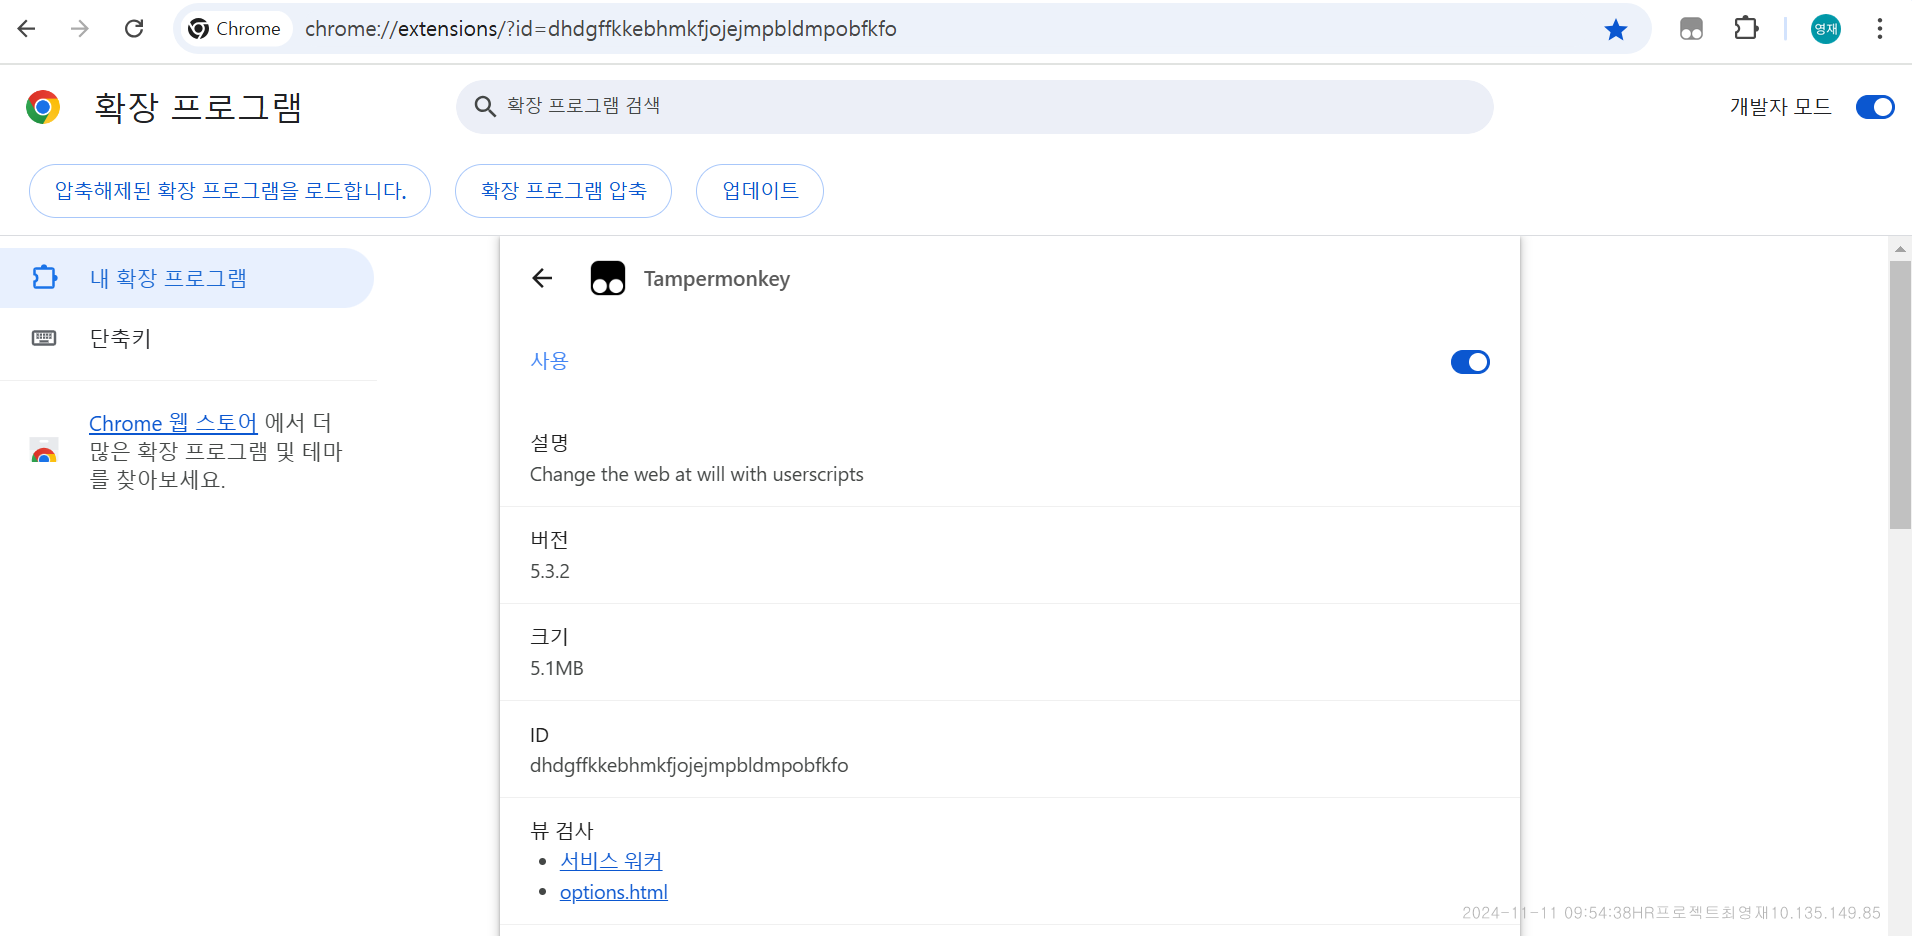 Chrome
chrome://extensions/?id=dhdgffkkebhmkfjojejmpbldmpobfkfo
영재
확장 프로그램
확장 프로그램 검색
개발자 모드
압축해제된 확장 프로그램을 로드합니다.
확장 프로그램 압축
업데이트
내 확장 프로그램
단축키
Chrome 웹 스토어 에서 더
많은 확장 프로그램 및 테마
를 찾아보세요.
Tampermonkey
사용
설명
Change the web at will with userscripts
버전
5.3.2
크기
5.1MB
ID
dhdgffkkebhmkfjojejmpbldmpobfkfo
뷰 검사
서비스 워커
options.html
2024-11-11 09:54:38HR프로젝트최영재10.135.149.85